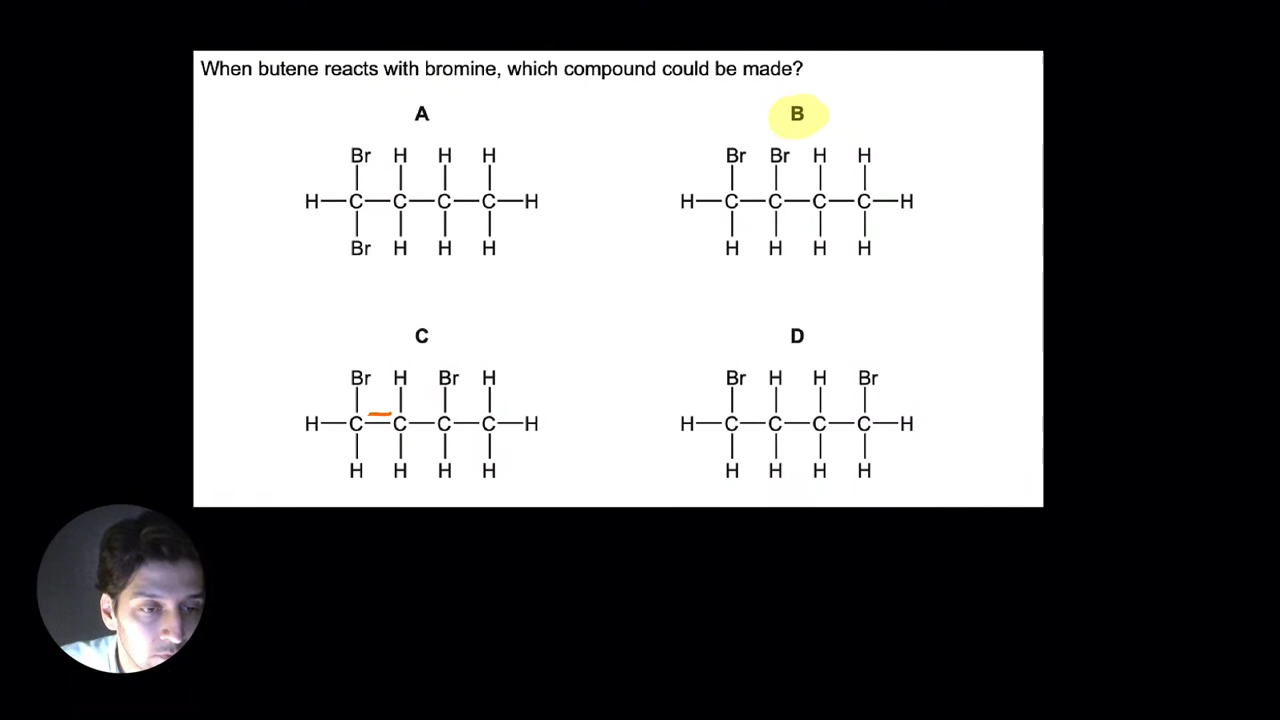 When butene reacts with bromine, which compound could be made?
A
Br H H H
H—C—C—C—C—H
Br H H H
B
Br Br H H
H—C—C—C—C—H
H H H H
C
Br H Br H
H—C—C—C—C—H
H H H H
D
Br H H Br
H—C—C—C—C—H
H H H H